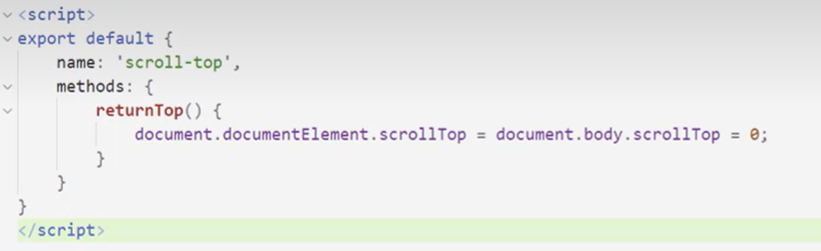 <script>
export default {
    name: 'scroll-top',
    methods: {
        returnTop() {
            document.documentElement.scrollTop = document.body.scrollTop = 0;
        }
    }
}
</script>